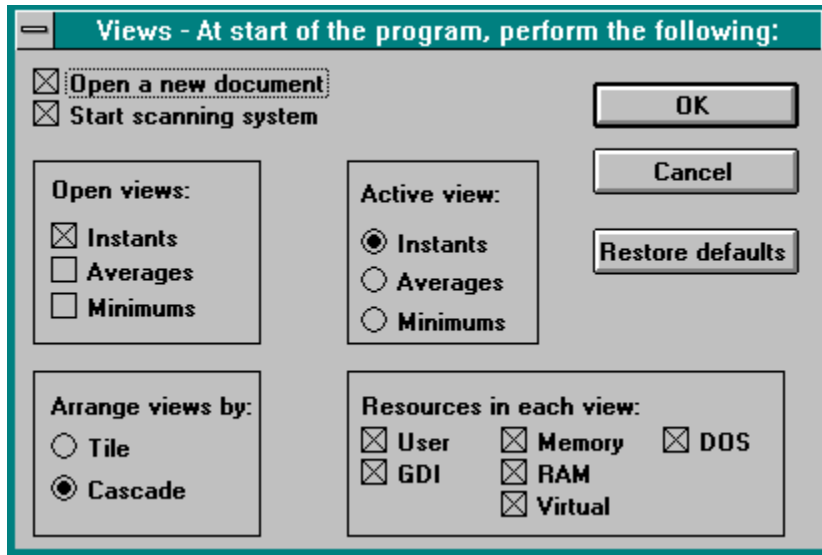 Views - At start of the program, perform the following:
Open a new document
Start scanning system
OK
Cancel
Restore defaults
Open views:
Instants
Averages
Minimums
Active view:
Instants
Averages
Minimums
Arrange views by:
Tile
Cascade
Resources in each view:
User Memory DOS
GDI RAM
Virtual